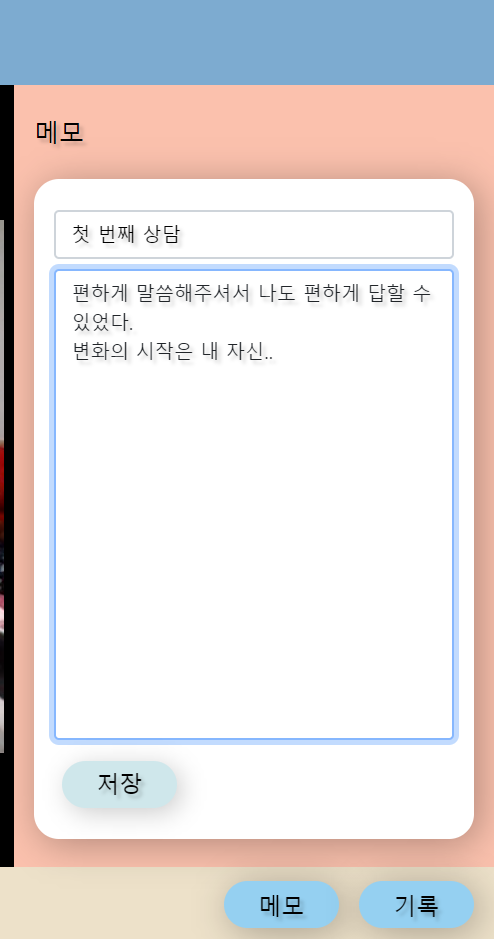 메모
첫 번째 상담
편하게 말씀해주셔서 나도 편하게 답할 수
있었다.
변화의 시작은 내 자신..
저장
메모
기록